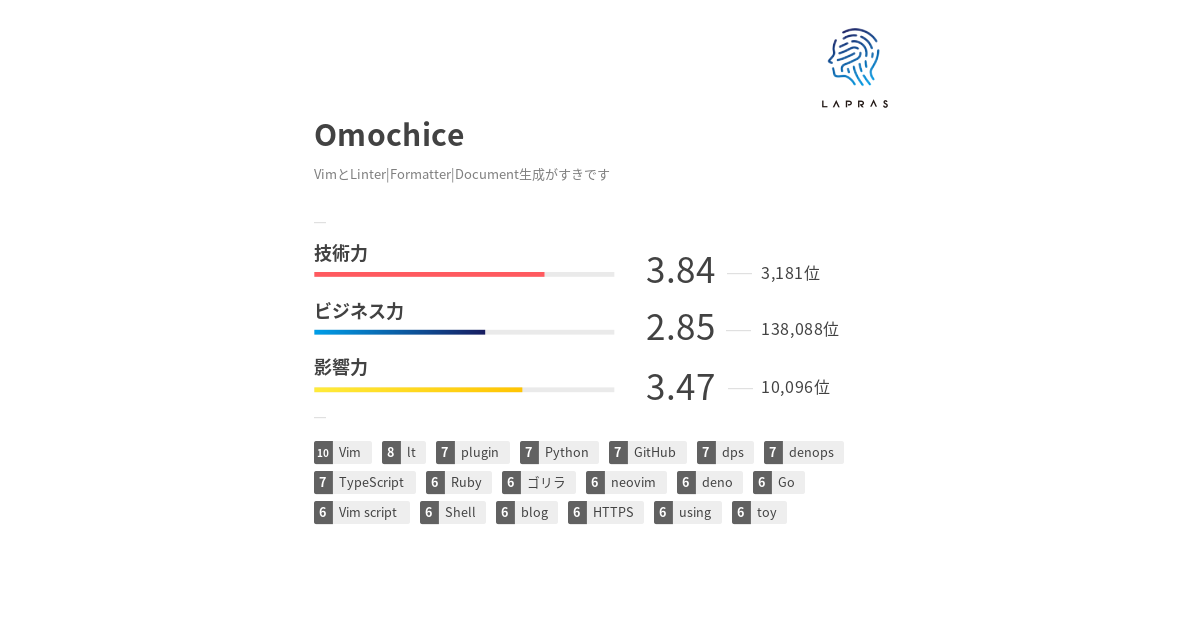 LAPRAS
Omochice
VimとLinter|Formatter|Document生成がすきです
技術力
3.84 3,181位
ビジネス力
2.85 138,088位
影響力
3.47 10,096位
10 Vim 8 lt 7 plugin 7 Python 7 GitHub 7 dps 7 denops
7 TypeScript 6 Ruby 6 ゴリラ 6 neovim 6 deno 6 Go
6 Vim script 6 Shell 6 blog 6 HTTPS 6 using 6 toy